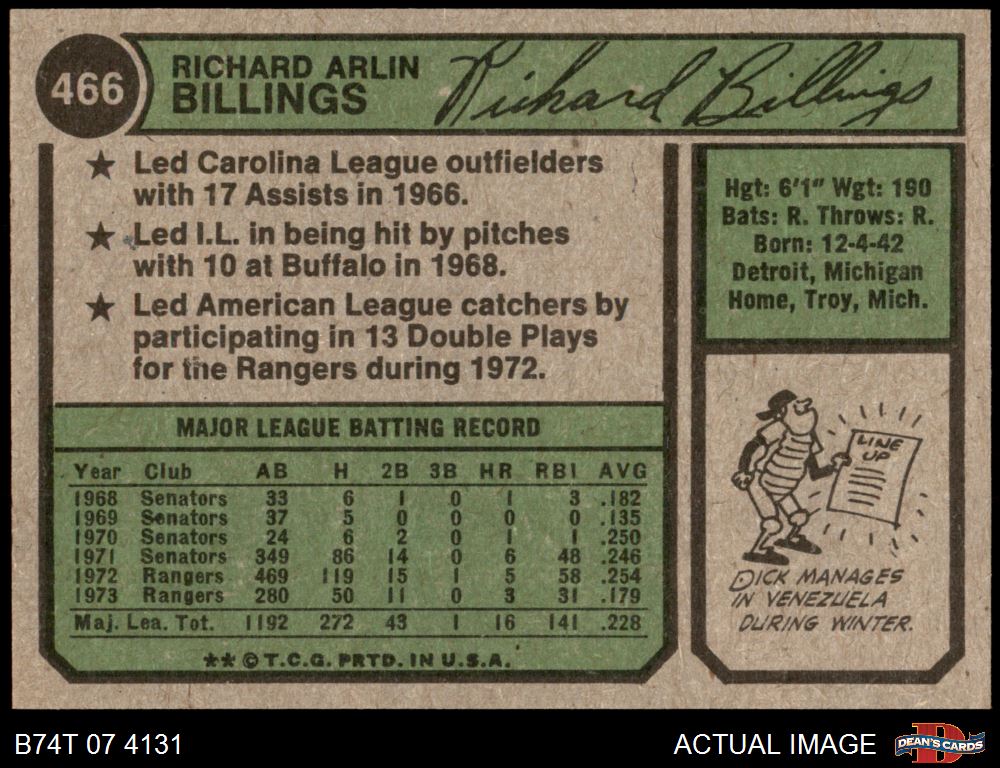 466
RICHARD ARLIN
BILLINGS
Richard Billings
★ Led Carolina League outfielders
with 17 Assists in 1966.
★ Led I.L. in being hit by pitches
with 10 at Buffalo in 1968.
★ Led American League catchers by
participating in 13 Double Plays
for the Rangers during 1972.
MAJOR LEAGUE BATTING RECORD
Year Club AB H 2B 3B HR RBI AVG
1968 Senators 33 6 1 0 1 3 .182
1969 Senators 37 5 0 0 0 0 .135
1970 Senators 24 6 2 0 1 1 .250
1971 Senators 349 86 14 0 6 48 .246
1972 Rangers 469 119 15 1 5 58 .254
1973 Rangers 280 50 11 0 3 31 .179
Maj. Lea. Tot. 1192 272 43 1 16 141 .228
** © T.C.G. PRTD. IN U.S.A.
Hgt: 6'1" Wgt: 190
Bats: R. Throws: R.
Born: 12-4-42
Detroit, Michigan
Home, Troy, Mich.
LINE
UP
DICK MANAGES
IN VENEZUELA
DURING WINTER.
B74T 07 4131
ACTUAL IMAGE
D
DEAN'S CARDS